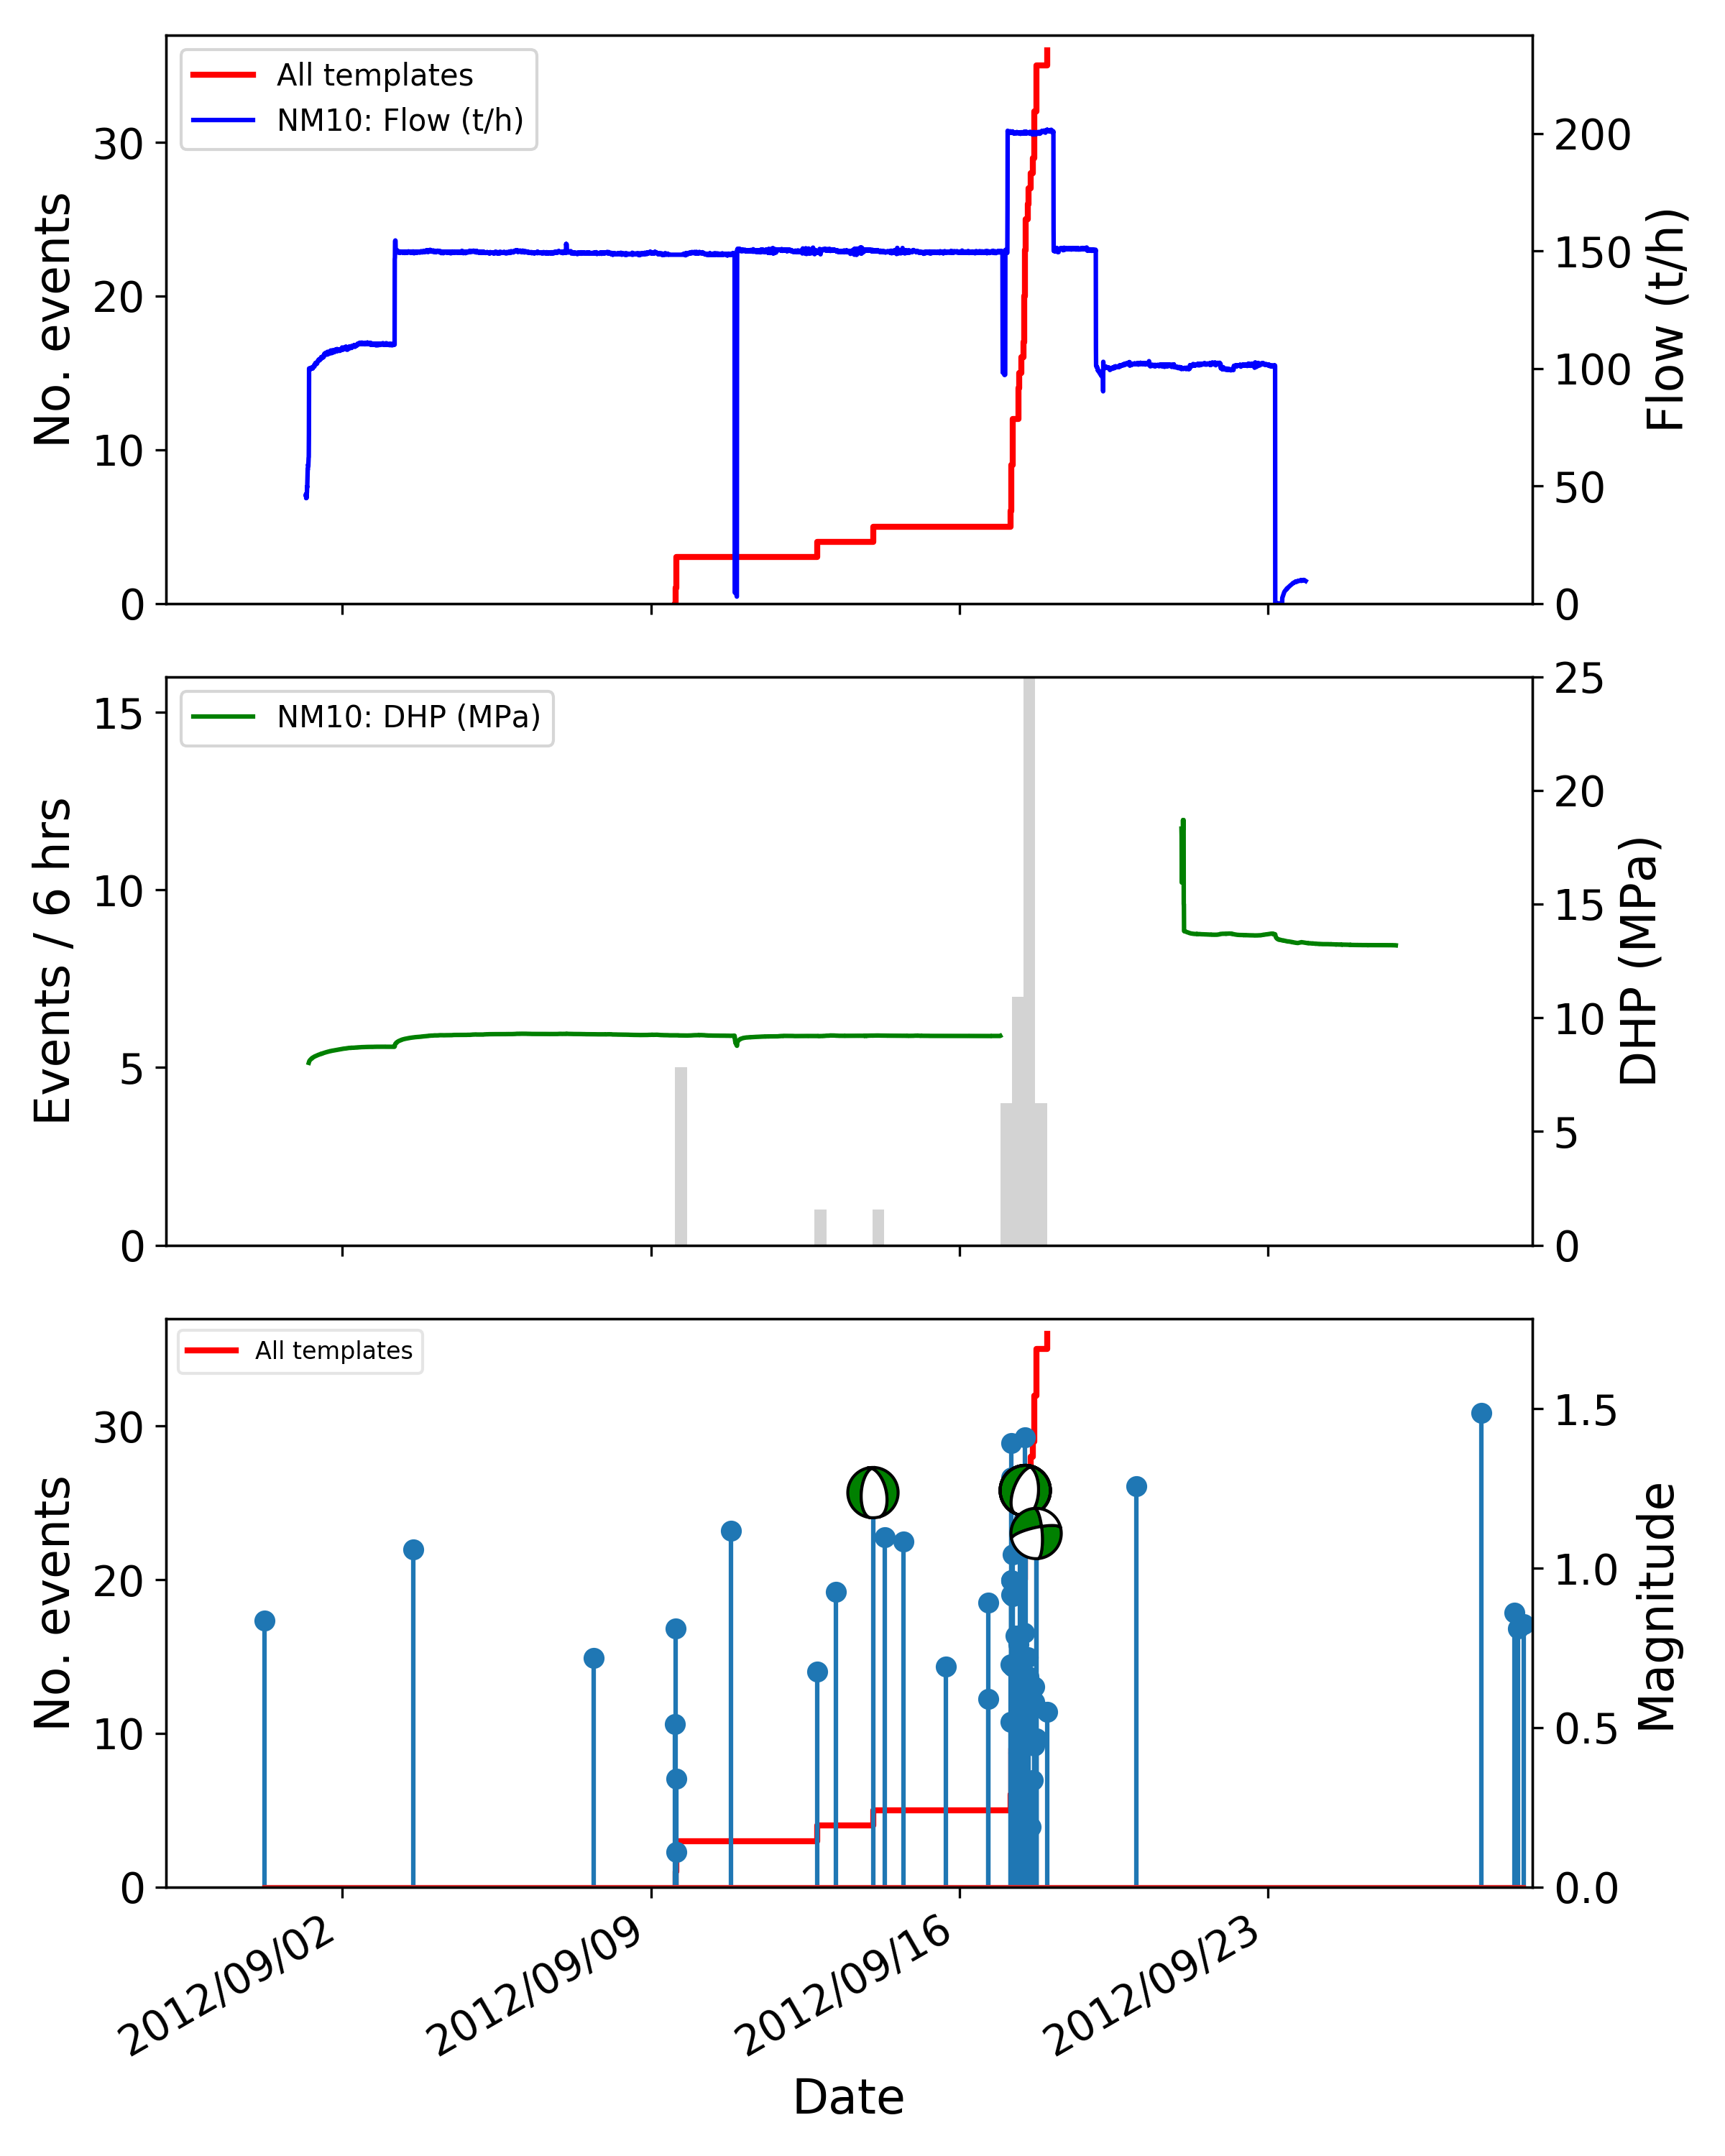 All templates
NM10: Flow (t/h)
No. events
0
10
20
30
Flow (t/h)
0
50
100
150
200
NM10: DHP (MPa)
Events / 6 hrs
0
5
10
15
DHP (MPa)
0
5
10
15
20
25
All templates
No. events
0
10
20
30
Magnitude
0.0
0.5
1.0
1.5
2012/09/02
2012/09/09
2012/09/16
2012/09/23
Date